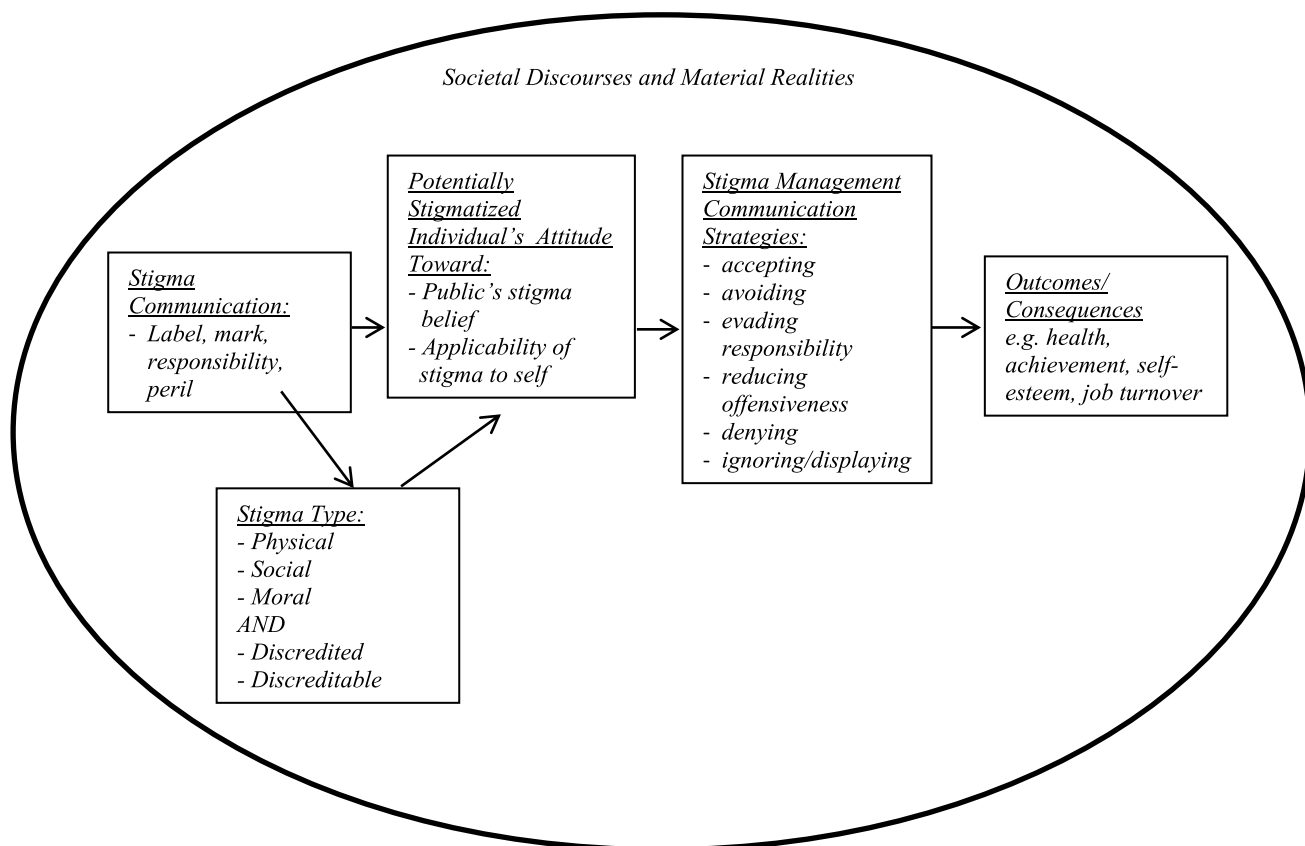 Societal Discourses and Material Realities
Stigma
Communication:
- Label, mark,
responsibility,
peril
Potentially
Stigmatized
Individual’s Attitude
Toward:
- Public’s stigma
belief
- Applicability of
stigma to self
Stigma Management
Communication
Strategies:
- accepting
- avoiding
- evading
responsibility
- reducing
offensiveness
- denying
- ignoring/displaying
Outcomes/
Consequences
e.g. health,
achievement, self-
esteem, job turnover
Stigma Type:
- Physical
- Social
- Moral
AND
- Discredited
- Discreditable